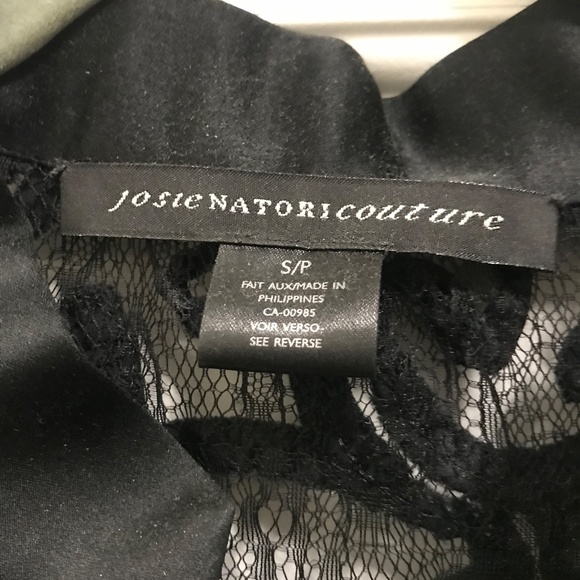 josieNATORIcouture
S/P
FAIT AUX/MADE IN
PHILIPPINES
CA-00985
VOIR VERSO-
SEE REVERSE